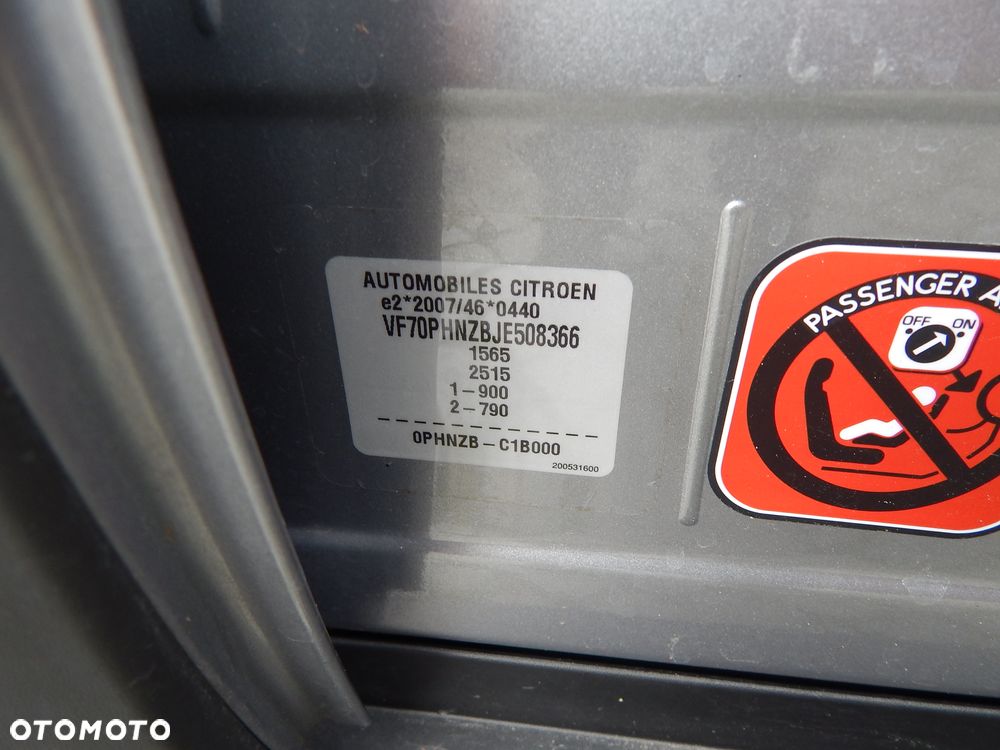 AUTOMOBILES CITROEN
e2*2007/46*0440
VF70PHNZBJE508366
1565
2515
1-900
2-790
0PHNZB-C1B000
200531600
PASSENGER
OFF ON
OTOMOTO